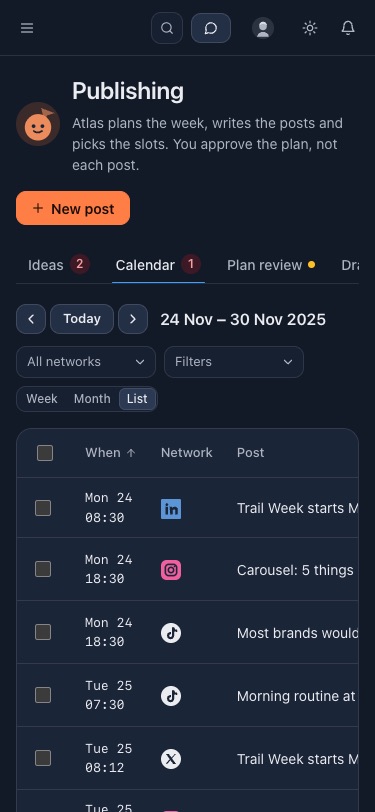 Publishing
Atlas plans the week, writes the posts and
picks the slots. You approve the plan, not
each post.
+ New post
Ideas 2 Calendar 1 Plan review Dra
Today 24 Nov – 30 Nov 2025
All networks Filters
Week Month List
When ↑ Network Post
Mon 24
08:30 in Trail Week starts M
Mon 24
18:30 Carousel: 5 things
Mon 24
18:30 Most brands would
Tue 25
07:30 Morning routine at
Tue 25
08:12 X Trail Week starts M
Tue 25